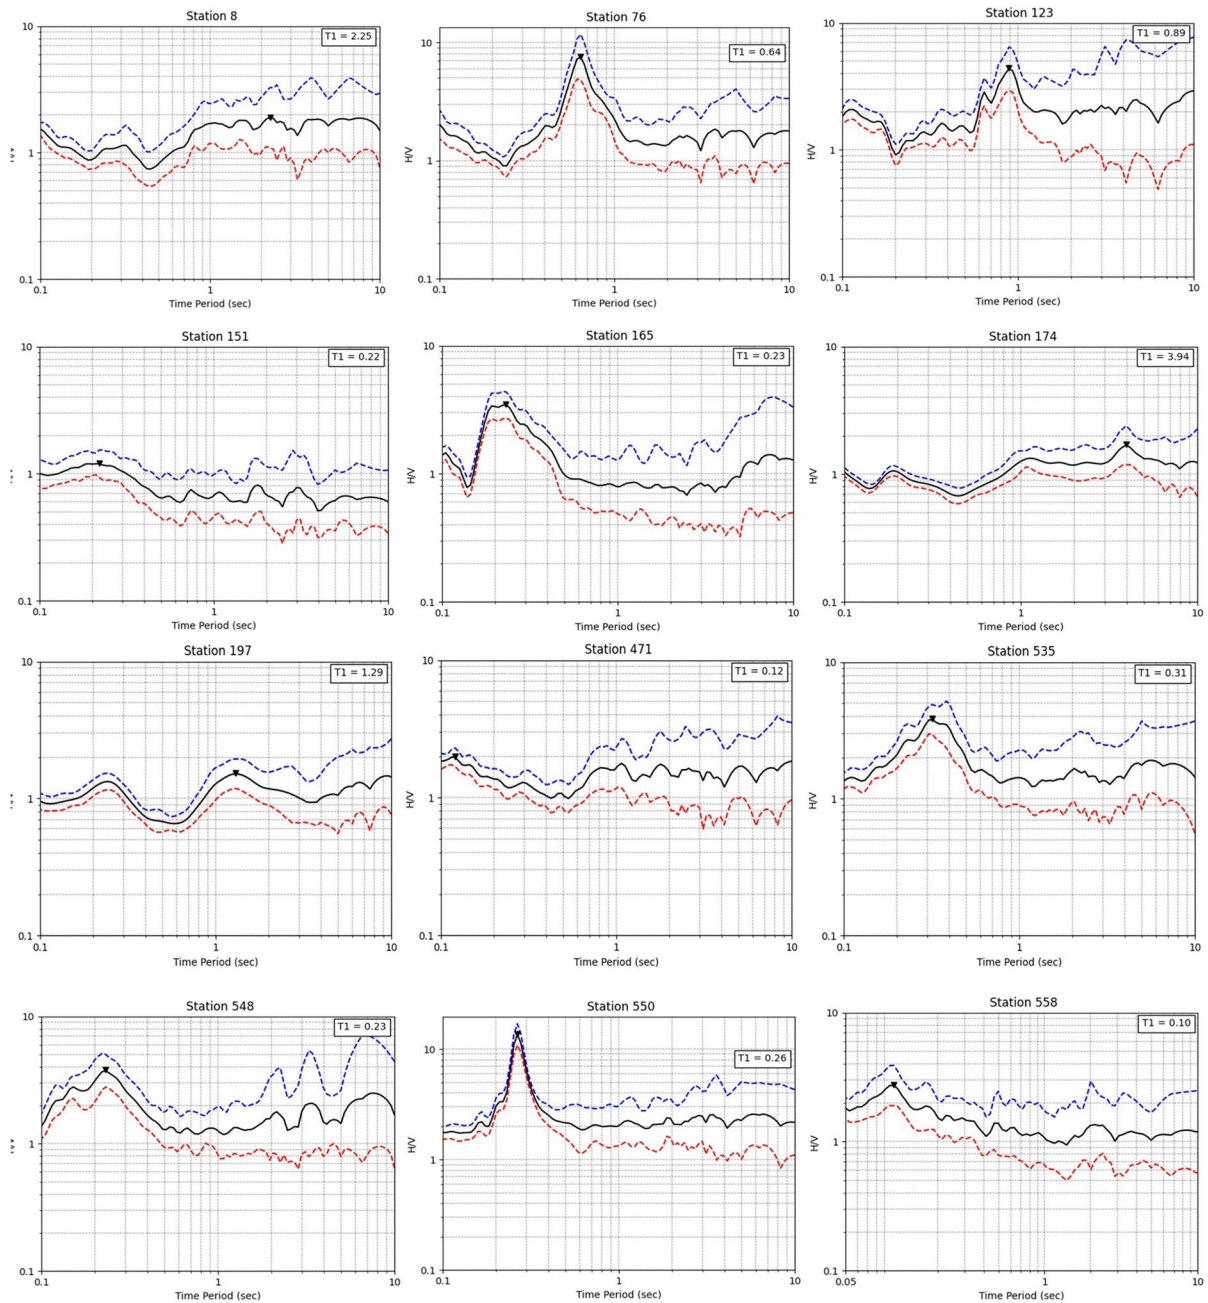 Station 8
T1 = 2.25
10
1
0.1
0.1
1
10
Time Period (sec)
Station 76
T1 = 0.64
H/V
10
1
0.1
0.1
1
10
Time Period (sec)
Station 123
T1 = 0.89
H/V
10
1
0.1
0.1
1
10
Time Period (sec)
Station 151
T1 = 0.22
10
1
0.1
0.1
1
10
Time Period (sec)
Station 165
T1 = 0.23
H/V
10
1
0.1
0.1
1
10
Time Period (sec)
Station 174
T1 = 3.94
H/V
10
1
0.1
0.1
1
10
Time Period (sec)
Station 197
T1 = 1.29
10
1
0.1
0.1
1
10
Time Period (sec)
Station 471
T1 = 0.12
H/V
10
1
0.1
0.1
1
10
Time Period (sec)
Station 535
T1 = 0.31
H/V
10
1
0.1
0.1
1
10
Time Period (sec)
Station 548
T1 = 0.23
10
1
0.1
0.1
1
10
Time Period (sec)
Station 550
T1 = 0.26
H/V
10
1
0.1
0.1
1
10
Time Period (sec)
Station 558
T1 = 0.10
H/V
10
1
0.1
0.05
1
10
Time Period (sec)